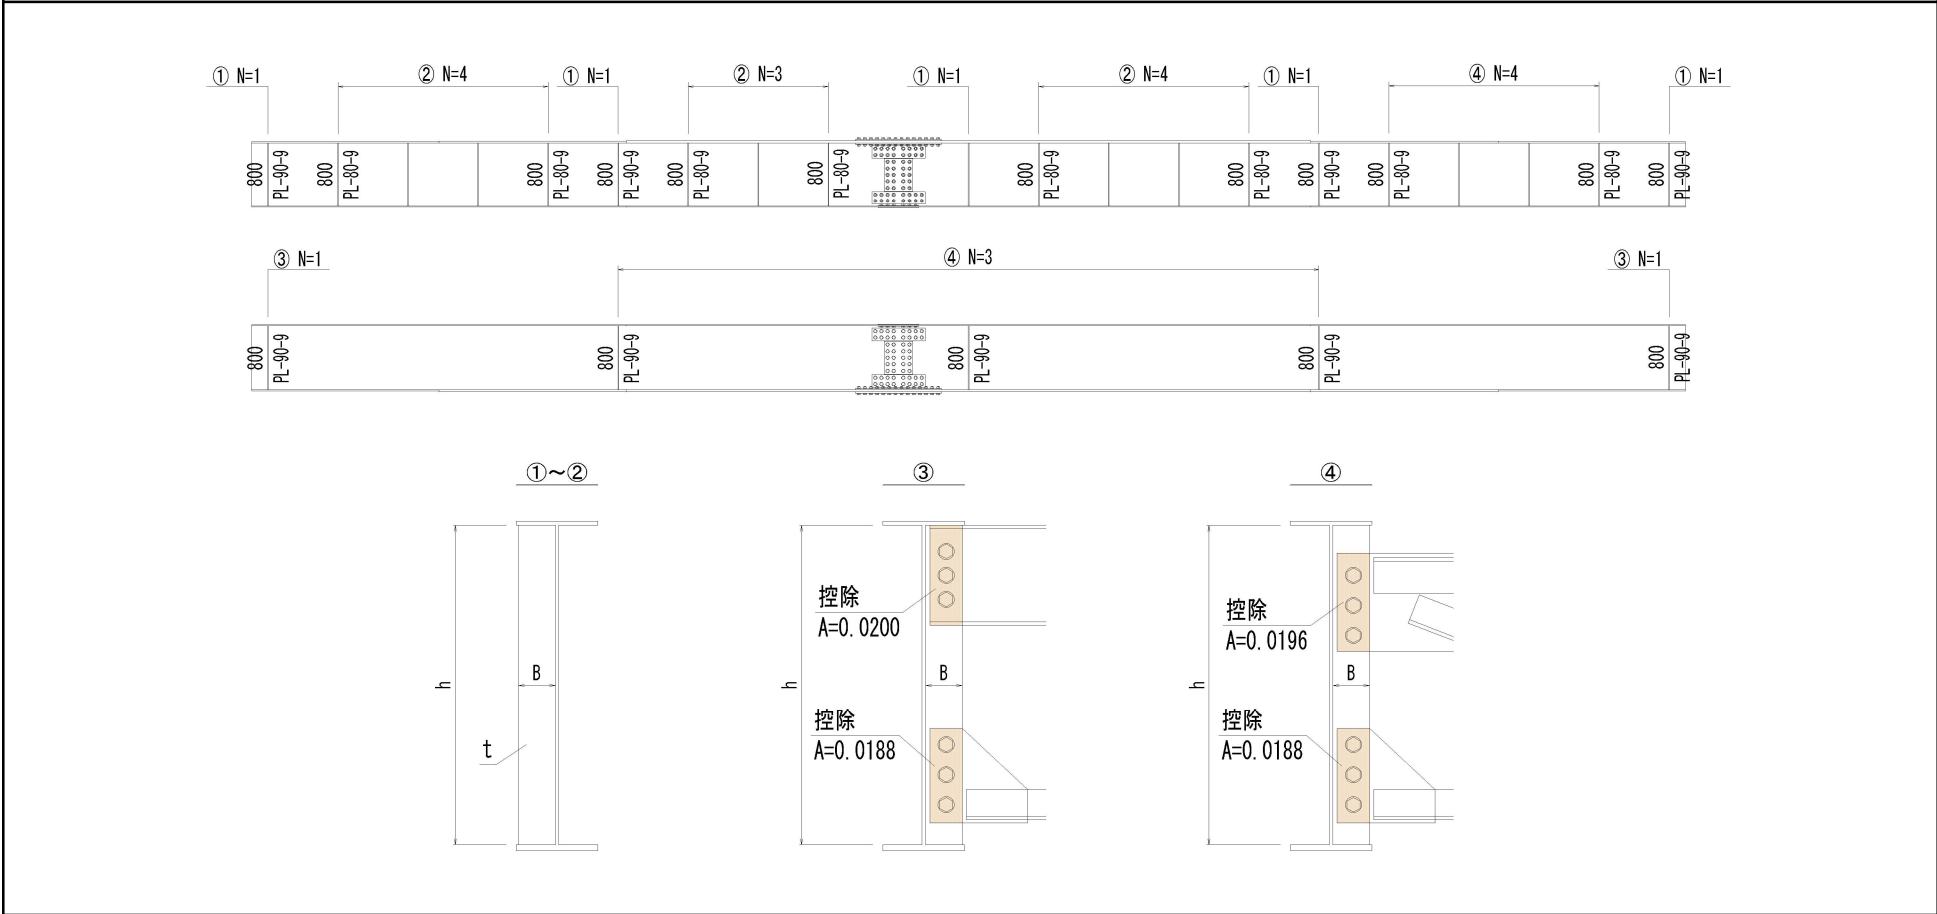 ① N=1
② N=4
① N=1
② N=3
① N=1
② N=4
① N=1
④ N=4
① N=1
800
PL-90-9
800
PL-80-9
800
PL-80-9
800
PL-90-9
800
PL-80-9
800
PL-80-9
800
PL-80-9
800
PL-80-9
800
PL-90-9
800
PL-80-9
800
PL-80-9
800
PL-90-9
③ N=1
④ N=3
③ N=1
800
PL-90-9
800
PL-90-9
800
PL-90-9
800
PL-90-9
800
PL-90-9
①～②
③
④
h
B
t
h
控除
A=0.0200
B
控除
A=0.0188
h
控除
A=0.0196
B
控除
A=0.0188